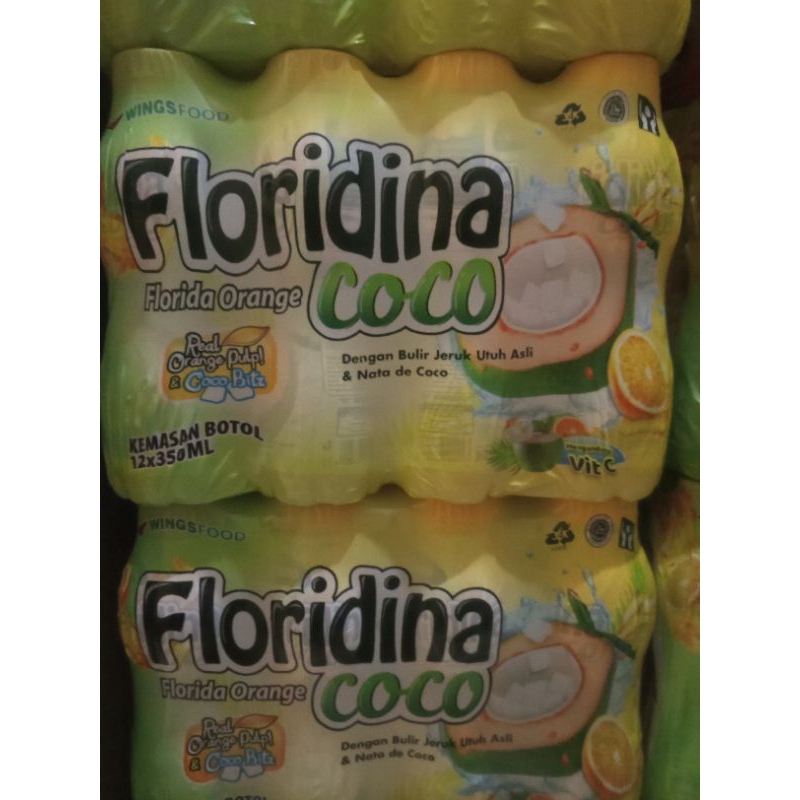 WINGSFOOD
Floridina
Florida Orange COCO
Real
Orange Pulp!
& Coco Bitz
Dengan Bulir Jeruk Utuh Asli
& Nata de Coco
KEMASAN BOTOL
12x350ML
Vit C
WINGSFOOD
Floridina
Florida Orange COCO
Real
Orange Pulp!
& Coco Bitz
Dengan Bulir Jeruk Utuh Asli
& Nata de Coco